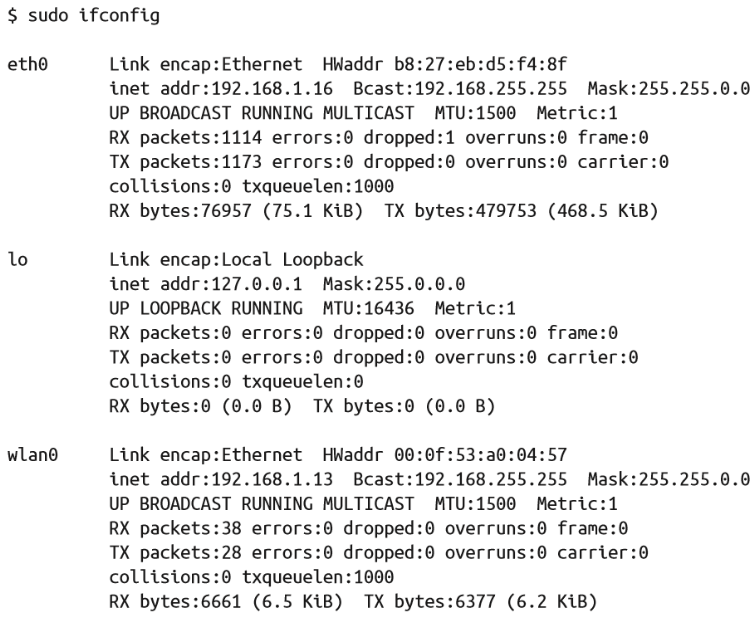 $ sudo ifconfig
eth0 Link encap:Ethernet HWaddr b8:27:eb:d5:f4:8f
inet addr:192.168.1.16 Bcast:192.168.255.255 Mask:255.255.0.0
UP BROADCAST RUNNING MULTICAST MTU:1500 Metric:1
RX packets:1114 errors:0 dropped:1 overruns:0 frame:0
TX packets:1173 errors:0 dropped:0 overruns:0 carrier:0
collisions:0 txqueuelen:1000
RX bytes:76957 (75.1 KiB) TX bytes:479753 (468.5 KiB)
lo Link encap:Local Loopback
inet addr:127.0.0.1 Mask:255.0.0.0
UP LOOPBACK RUNNING MTU:16436 Metric:1
RX packets:0 errors:0 dropped:0 overruns:0 frame:0
TX packets:0 errors:0 dropped:0 overruns:0 carrier:0
collisions:0 txqueuelen:0
RX bytes:0 (0.0 B) TX bytes:0 (0.0 B)
wlan0 Link encap:Ethernet HWaddr 00:0f:53:a0:04:57
inet addr:192.168.1.13 Bcast:192.168.255.255 Mask:255.255.0.0
UP BROADCAST RUNNING MULTICAST MTU:1500 Metric:1
RX packets:38 errors:0 dropped:0 overruns:0 frame:0
TX packets:28 errors:0 dropped:0 overruns:0 carrier:0
collisions:0 txqueuelen:1000
RX bytes:6661 (6.5 KiB) TX bytes:6377 (6.2 KiB)